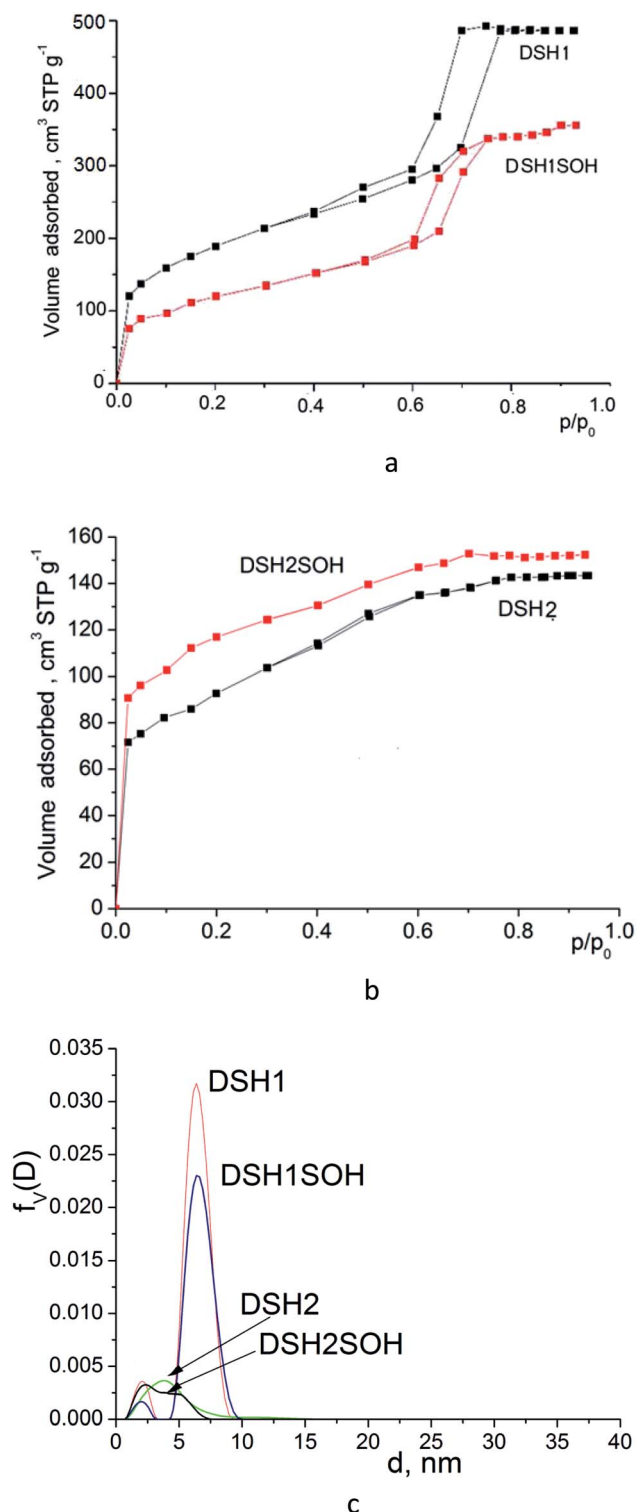 500
400
300
200
100
0
Volume adsorbed , cm³ STP g⁻¹
DSH1
DSH1SOH
0.0 0.2 0.4 0.6 0.8 1.0
p/p₀
a
160
140
120
100
80
60
40
20
0
Volume adsorbed , cm³ STP g⁻¹
DSH2SOH
DSH2
0.0 0.2 0.4 0.6 0.8 1.0
p/p₀
b
0.035
0.030
0.025
0.020
0.015
0.010
0.005
0.000
fᵥ(D)
DSH1
DSH1SOH
DSH2
DSH2SOH
0 5 10 15 20 25 30 35 40
d, nm
c